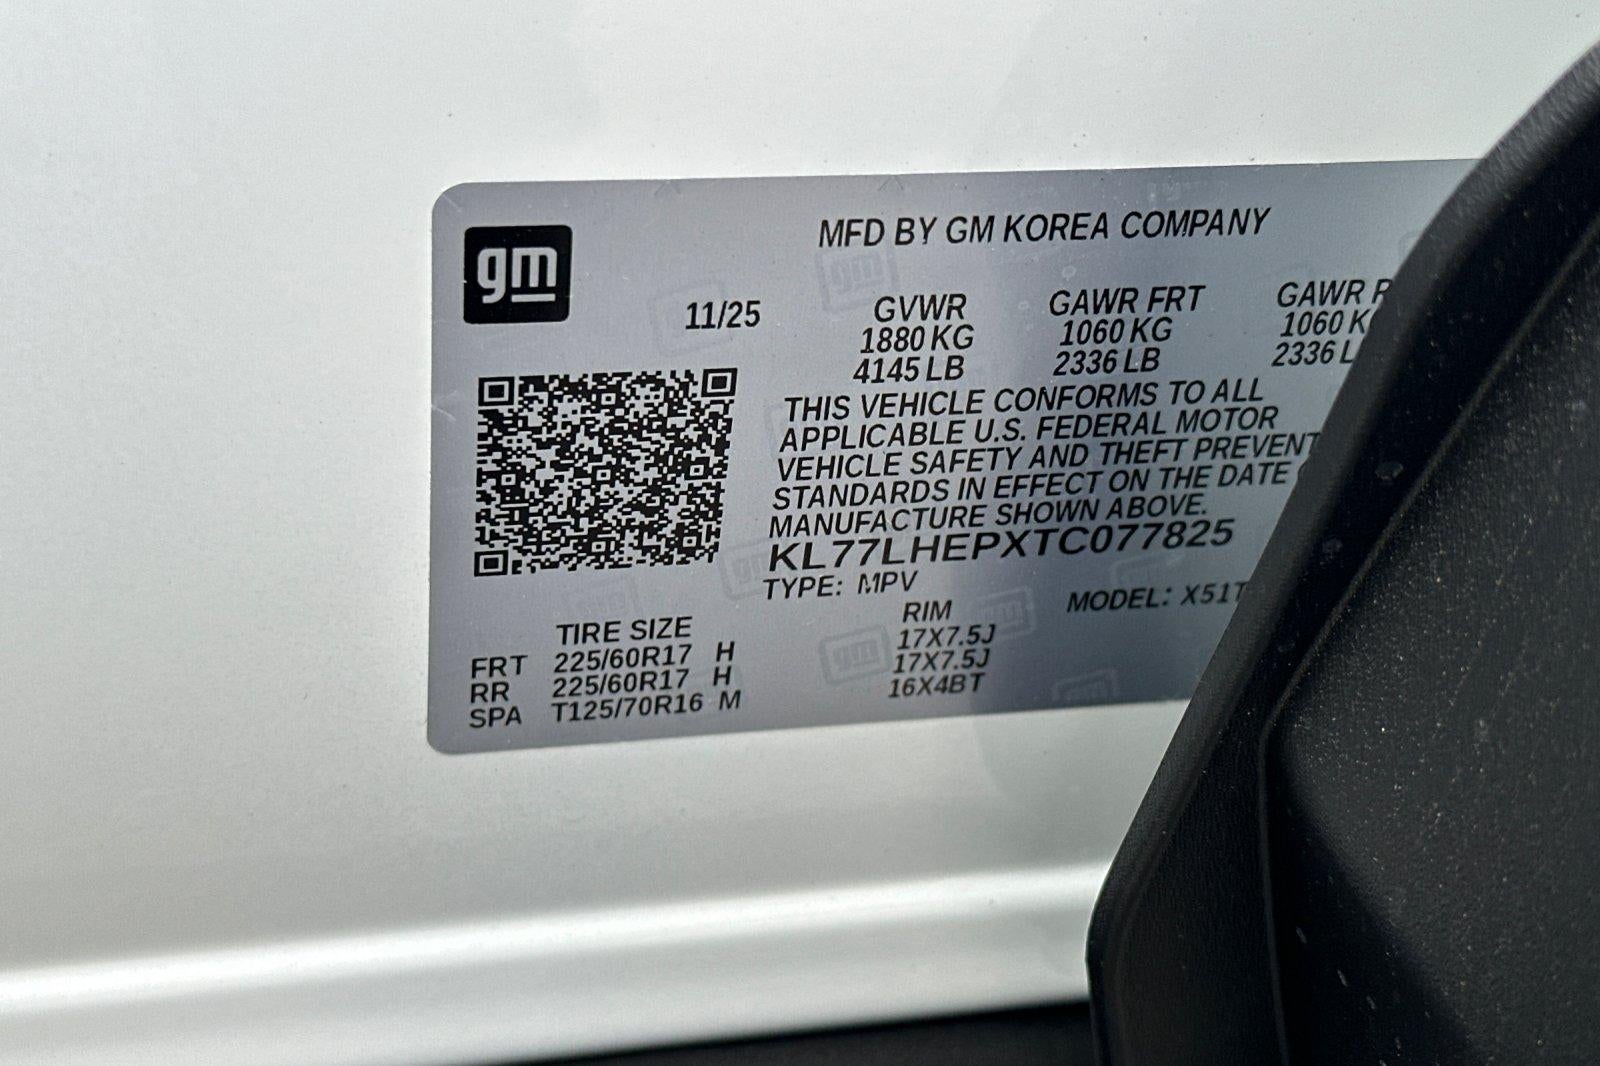 gm
MFD BY GM KOREA COMPANY
11/25
GVWR GAWR FRT GAWR
1880 KG 1060 KG 1060
4145 LB 2336 LB 2336
THIS VEHICLE CONFORMS TO ALL
APPLICABLE U.S. FEDERAL MOTOR
VEHICLE SAFETY AND THEFT PREVENT
STANDARDS IN EFFECT ON THE DATE
MANUFACTURE SHOWN ABOVE.
KL77LHEPXTC077825
TYPE: MPV MODEL: X51T
TIRE SIZE RIM
FRT 225/60R17 H 17X7.5J
RR 225/60R17 H 17X7.5J
SPA T125/70R16 M 16X4BT